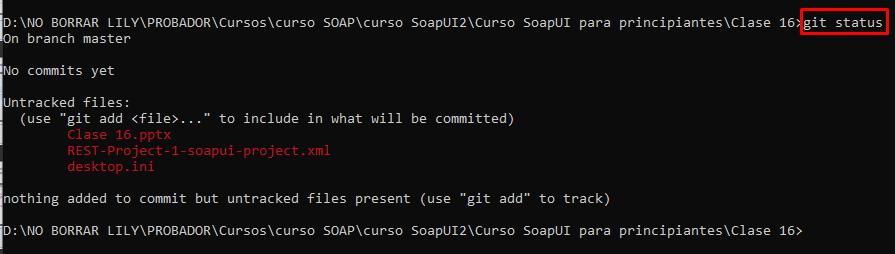 D:\NO BORRAR LILY\PROBADOR\Cursos\curso SOAP\curso SoapUI2\Curso SoapUI para principiantes\Clase 16>git status
On branch master
No commits yet
Untracked files:
(use "git add <file>..." to include in what will be committed)
Clase 16.pptx
REST-Project-1-soapui-project.xml
desktop.ini
nothing added to commit but untracked files present (use "git add" to track)
D:\NO BORRAR LILY\PROBADOR\Cursos\curso SOAP\curso SoapUI2\Curso SoapUI para principiantes\Clase 16>